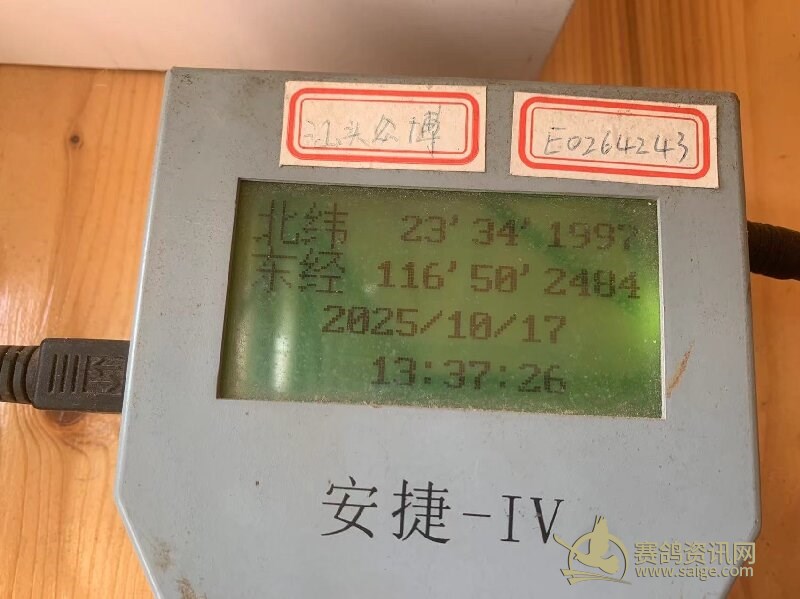 汕头众博
E0264243
北纬 23'34'1997
东经 116'50'2484
2025/10/17
13:37:26
安捷-IV
赛鸽资讯网
www.saige.com